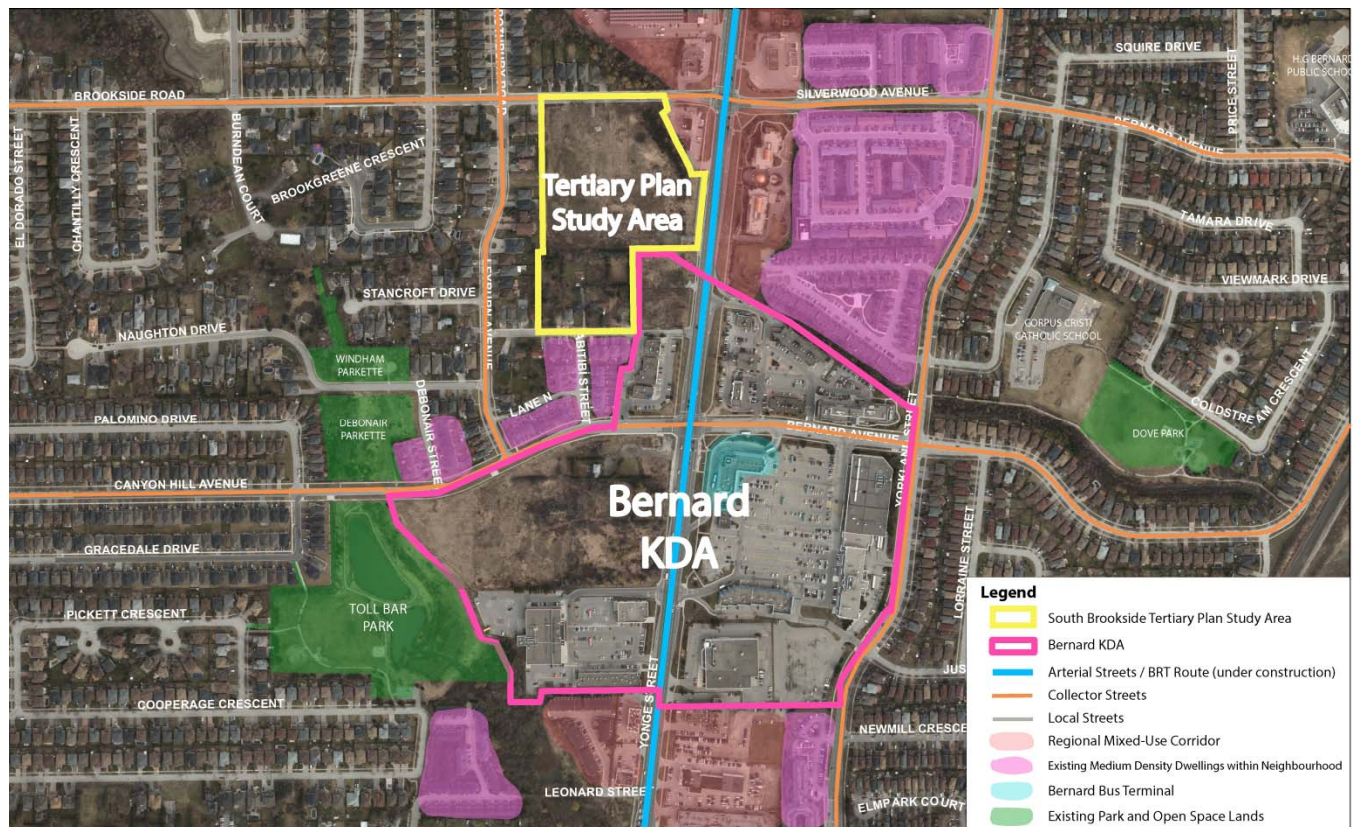 SQUIRE DRIVE
PRICE STREET
H.G BERNARD
PUBLIC SCHOOL
BROOKSIDE ROAD
SILVERWOOD AVENUE
BERNARD AVENUE
EL DORADO STREET
CHANTILLY CRESCENT
BURNDEAN COURT
BROOKGREENE CRESCENT
Tertiary Plan
Study Area
TAMARA DRIVE
VIEWMARK DRIVE
STANCROFT DRIVE
LEYBURN AVENUE
NAUGHTON DRIVE
CORPUS CRISTI
CATHOLIC SCHOOL
WINDHAM
PARKETTE
ABITIBI STREET
COLDSTREAM CRESCENT
DEBONAIR STREET
LANE N
PALOMINO DRIVE
DEBONAIR
PARKETTE
BERNARD AVENUE
DOVE PARK
YORKLAND STREET
CANYON HILL AVENUE
Bernard
KDA
GRACEDALE DRIVE
LORRAINE STREET
PICKETT CRESCENT
TOLL BAR
PARK
COOPERAGE CRESCENT
YONGE STREET
NEWMILL CRESCE
LEONARD STREET
ELMPARK COURT
JUS
Legend
South Brookside Tertiary Plan Study Area
Bernard KDA
Arterial Streets / BRT Route (under construction)
Collector Streets
Local Streets
Regional Mixed-Use Corridor
Existing Medium Density Dwellings within Neighbourhood
Bernard Bus Terminal
Existing Park and Open Space Lands